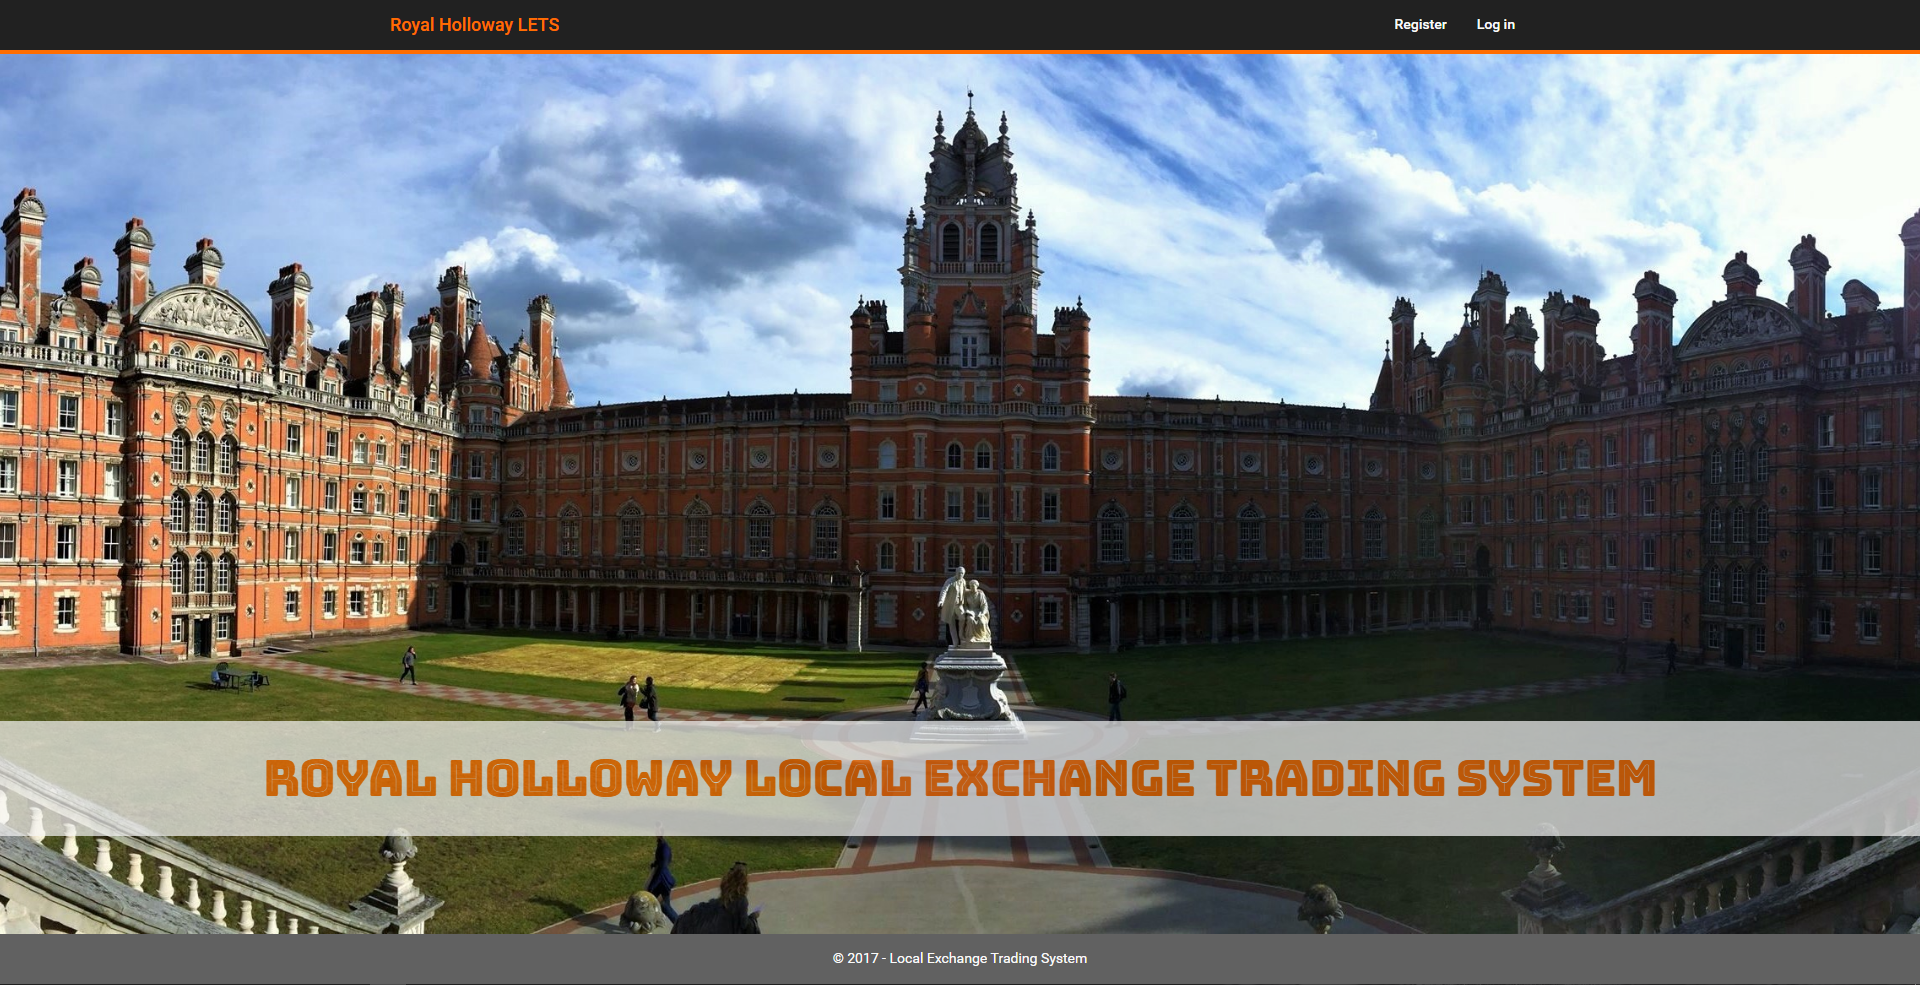 Royal Holloway LETS
Register
Log in
ROYAL HOLLOWAY LOCAL EXCHANGE TRADING SYSTEM
© 2017 - Local Exchange Trading System